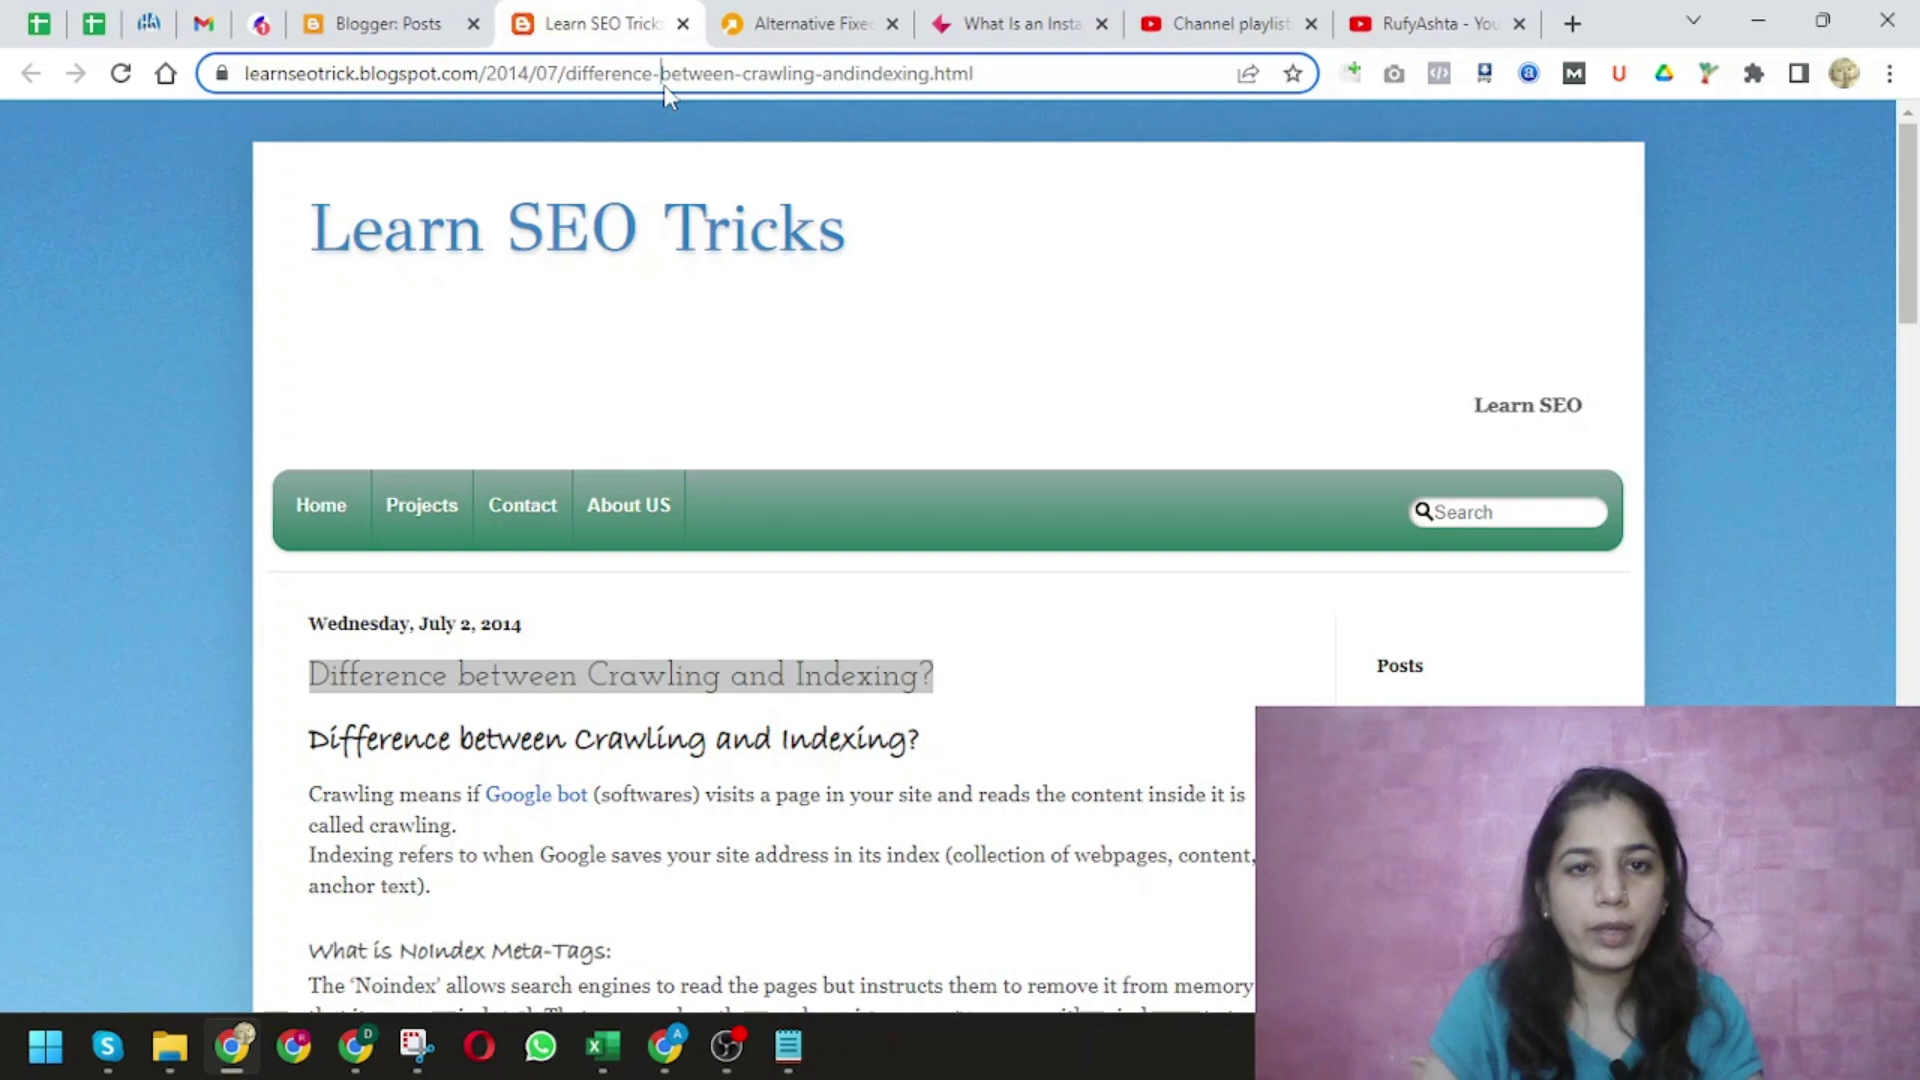 Blogger: Posts
Learn SEO Tricks
Alternative Fixed
What Is an Insta
Channel playlist
RufyAshta - You
learnseotrick.blogspot.com/2014/07/difference-between-crawling-andindexing.html
Learn SEO Tricks
Learn SEO
Home
Projects
Contact
About US
Search
Wednesday, July 2, 2014
Difference between Crawling and Indexing?
Posts
Difference between Crawling and Indexing?
Crawling means if Google bot (softwares) visits a page in your site and reads the content inside it is
called crawling.
Indexing refers to when Google saves your site address in its index (collection of webpages, content,
anchor text).
What is NoIndex Meta-Tags:
The ‘Noindex’ allows search engines to read the pages but instructs them to remove it from memory